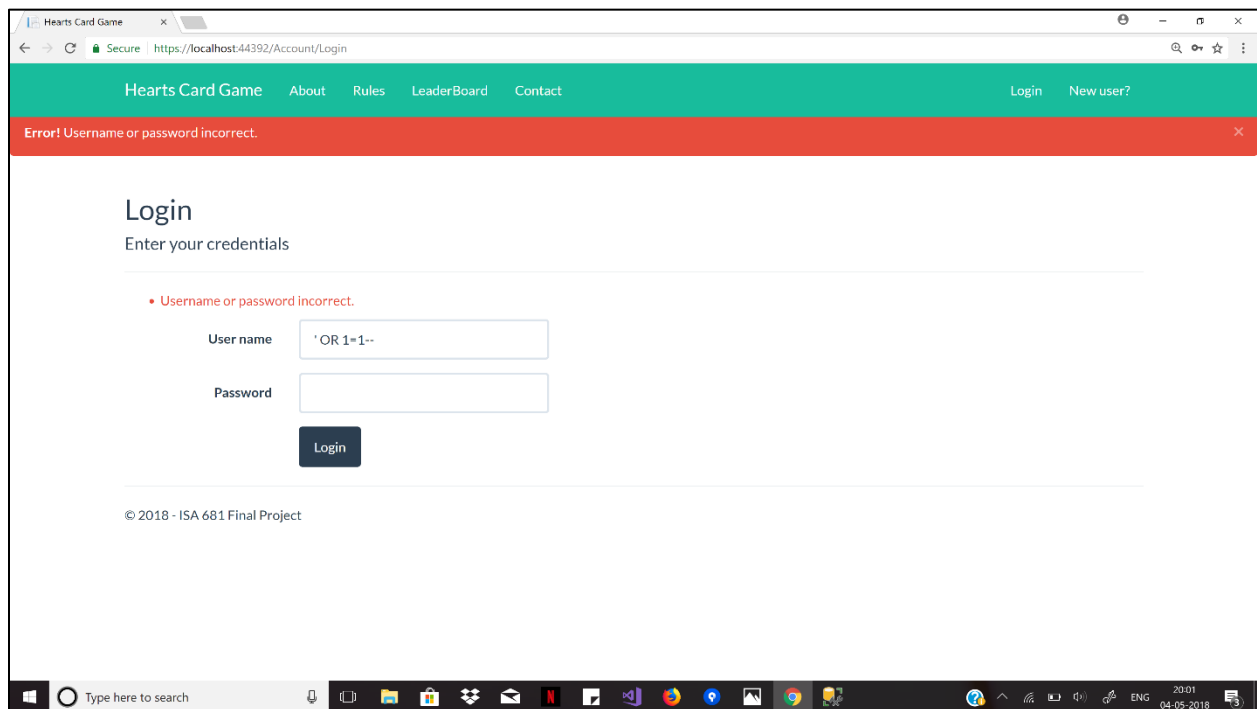 Hearts Card Game
Secure https://localhost:44392/Account/Login
Hearts Card Game About Rules LeaderBoard Contact Login New user?
Error! Username or password incorrect.
Login
Enter your credentials
• Username or password incorrect.
User name ' OR 1=1--
Password
Login
© 2018 - ISA 681 Final Project
Type here to search
ENG 20:01
04-05-2018
3